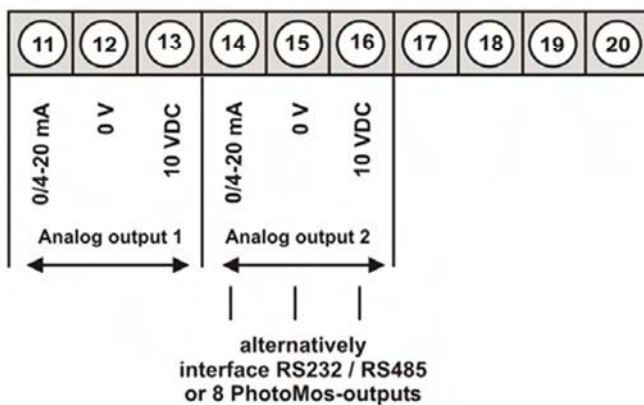 11 12 13 14 15 16 17 18 19 20
0/4-20 mA
0 V
10 VDC
0/4-20 mA
0 V
10 VDC
Analog output 1
Analog output 2
alternatively
interface RS232 / RS485
or 8 PhotoMos-outputs